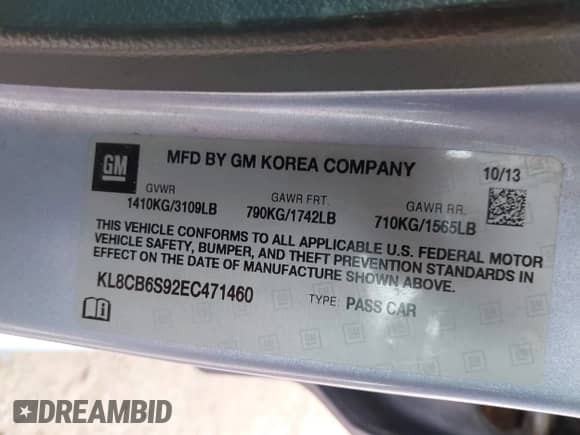 GM
MFD BY GM KOREA COMPANY
10/13
GVWR
1410KG/3109LB
GAWR FRT.
790KG/1742LB
GAWR RR.
710KG/1565LB
THIS VEHICLE CONFORMS TO ALL APPLICABLE U.S. FEDERAL MOTOR
VEHICLE SAFETY, BUMPER, AND THEFT PREVENTION STANDARDS IN
EFFECT ON THE DATE OF MANUFACTURE SHOWN ABOVE.
KL8CB6S92EC471460
TYPE: PASS CAR
DREAMBID